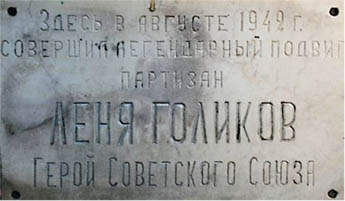 Здесь в августе 1942 г.
совершил легендарный подвиг
партизан
ЛЕНЯ ГОЛИКОВ
Герой Советского Союза